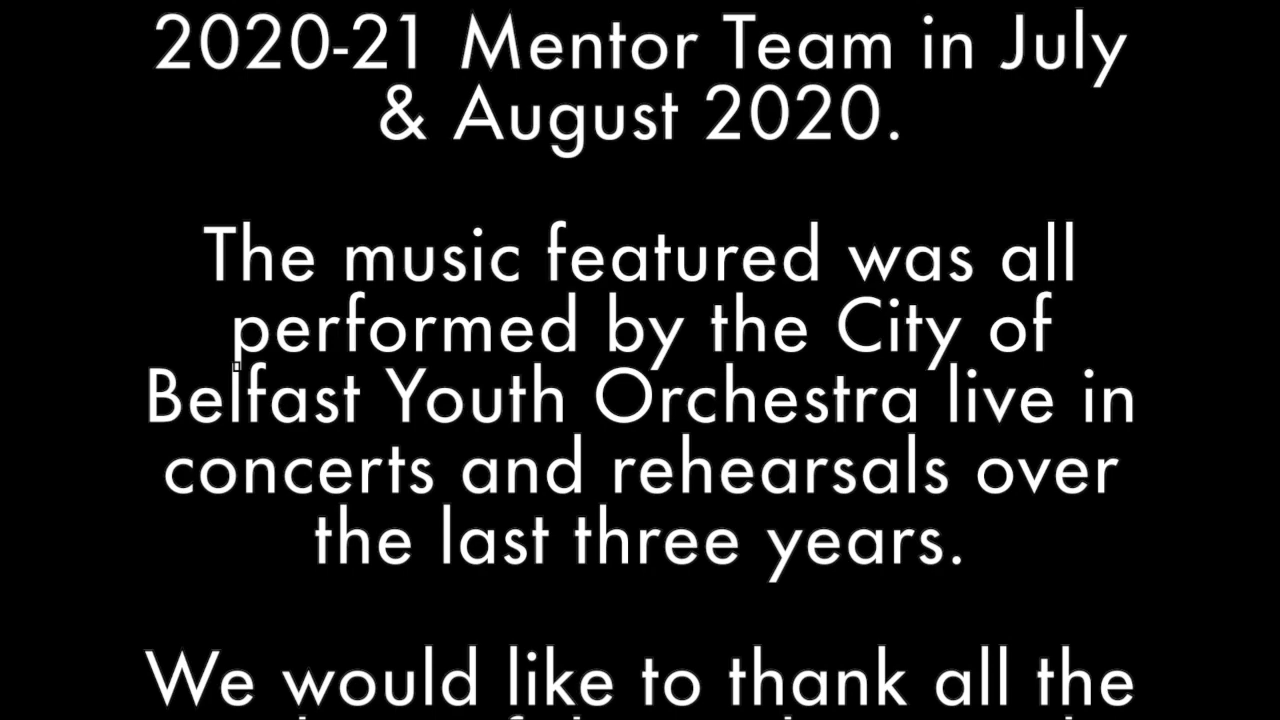 2020-21 Mentor Team in July
& August 2020.
The music featured was all
performed by the City of
Belfast Youth Orchestra live in
concerts and rehearsals over
the last three years.
We would like to thank all the